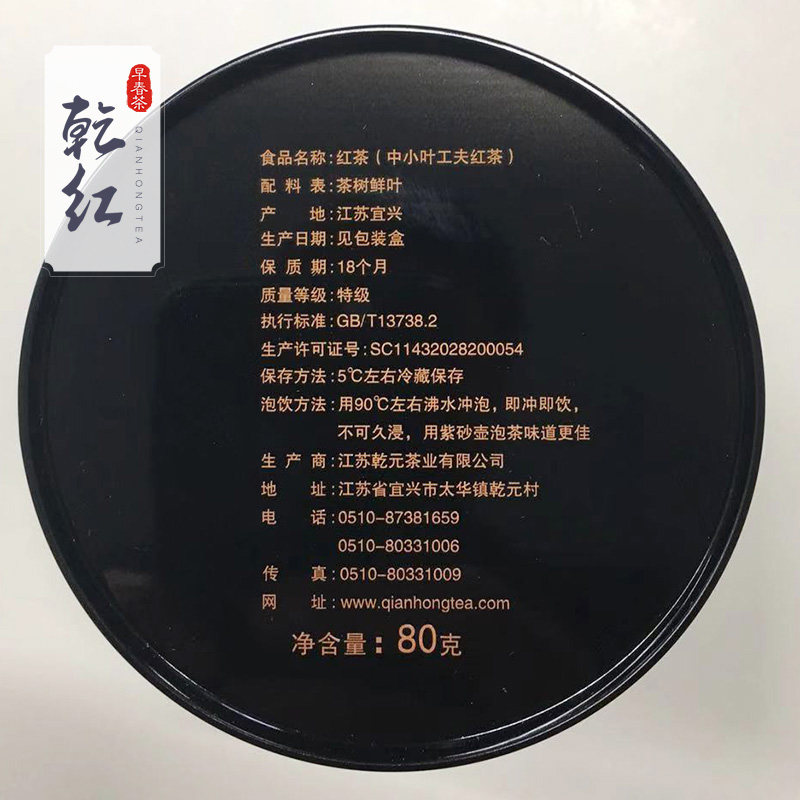 早春茶
乾红
QIANHONGTEA
食品名称:红茶(中小叶工夫红茶)
配料表:茶树鲜叶
产地:江苏宜兴
生产日期:见包装盒
保质期:18个月
质量等级:特级
执行标准:GB/T13738.2
生产许可证号:SC11432028200054
保存方法:5℃左右冷藏保存
泡饮方法:用90℃左右沸水冲泡,即冲即饮,
不可久浸,用紫砂壶泡茶味道更佳
生产商:江苏乾元茶业有限公司
地址:江苏省宜兴市太华镇乾元村
电话:0510-87381659
0510-80331006
传真:0510-80331009
网址:www.qianhongtea.com
净含量:80克